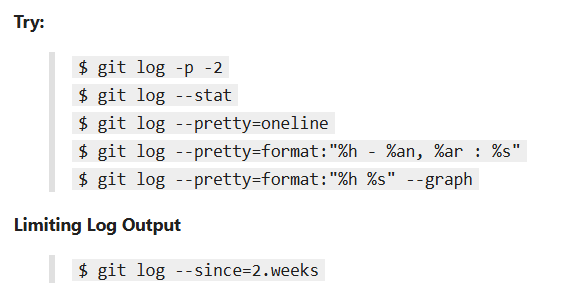 Try:
$ git log -p -2
$ git log --stat
$ git log --pretty=oneline
$ git log --pretty=format:"%h - %an, %ar : %s"
$ git log --pretty=format:"%h %s" --graph
Limiting Log Output
$ git log --since=2.weeks